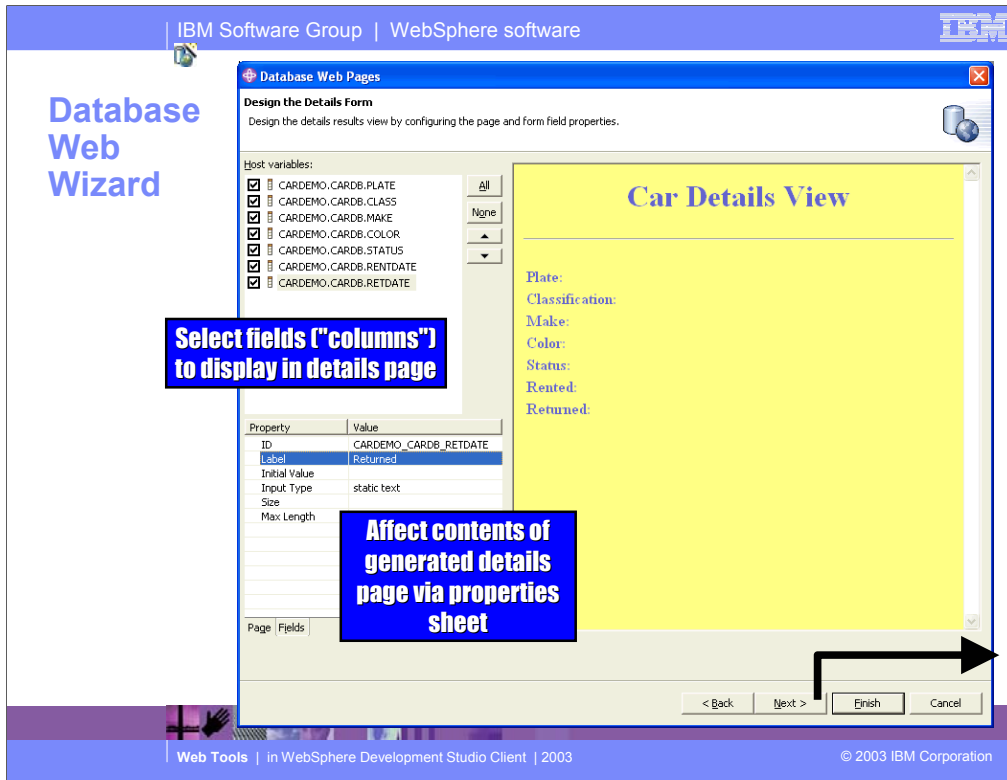 IBM Software Group | WebSphere software
IBM
Database
Web
Wizard
Database Web Pages
Design the Details Form
Design the details results view by configuring the page and form field properties.
Host variables:
CARDEMO.CARDB.PLATE
CARDEMO.CARDB.CLASS
CARDEMO.CARDB.MAKE
CARDEMO.CARDB.COLOR
CARDEMO.CARDB.STATUS
CARDEMO.CARDB.RENTDATE
CARDEMO.CARDB.RETDATE
All
None
Select fields ("columns")
to display in details page
Car Details View
Plate:
Classification:
Make:
Color:
Status:
Rented:
Returned:
Property Value
ID CARDEMO_CARDB_RETDATE
Label Returned
Initial Value
Input Type static text
Size
Max Length
Affect contents of
generated details
page via properties
sheet
Page Fields
< Back Next > Finish Cancel
Web Tools | in WebSphere Development Studio Client | 2003
© 2003 IBM Corporation